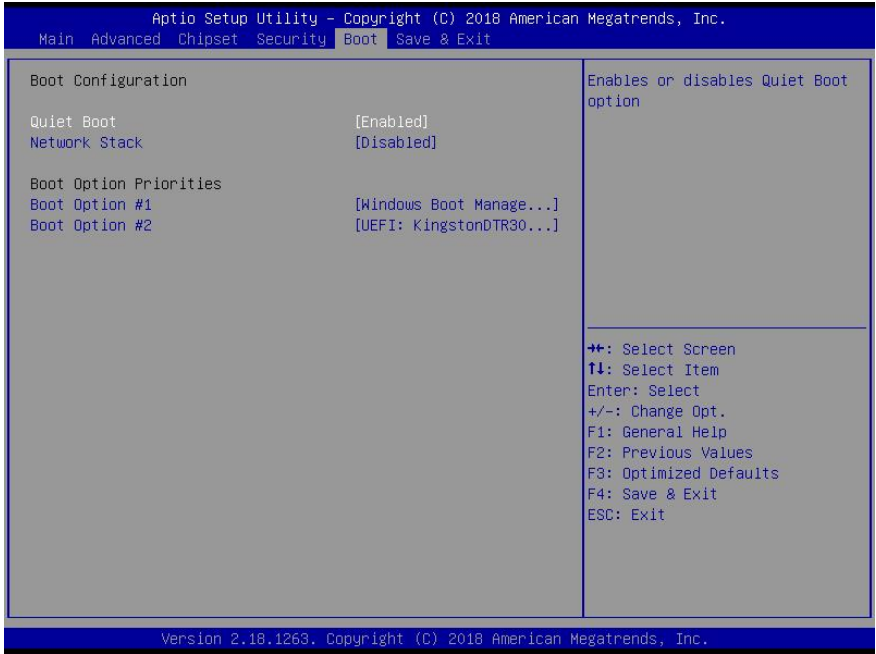 Aptio Setup Utility – Copyright (C) 2018 American Megatrends, Inc.
Main Advanced Chipset Security Boot Save & Exit
Boot Configuration
Quiet Boot [Enabled]
Network Stack [Disabled]
Boot Option Priorities
Boot Option #1 [Windows Boot Manage...]
Boot Option #2 [UEFI: KingstonDTR30...]
Enables or disables Quiet Boot
option
→←: Select Screen
↑↓: Select Item
Enter: Select
+/-: Change Opt.
F1: General Help
F2: Previous Values
F3: Optimized Defaults
F4: Save & Exit
ESC: Exit
Version 2.18.1263. Copyright (C) 2018 American Megatrends, Inc.